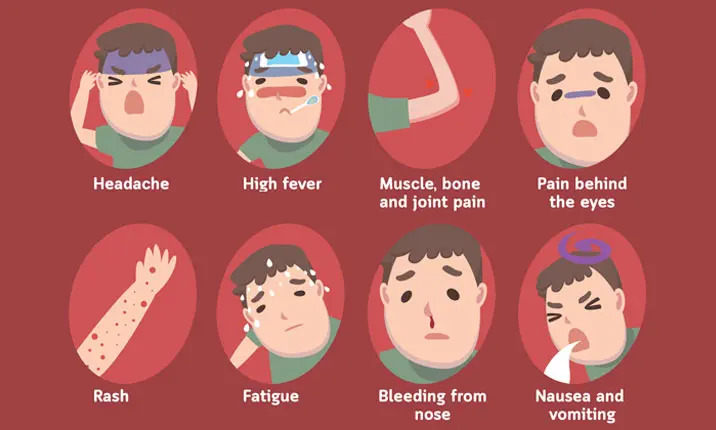 Headache
High fever
Muscle, bone
and joint pain
Pain behind
the eyes
Rash
Fatigue
Bleeding from
nose
Nausea and
vomiting